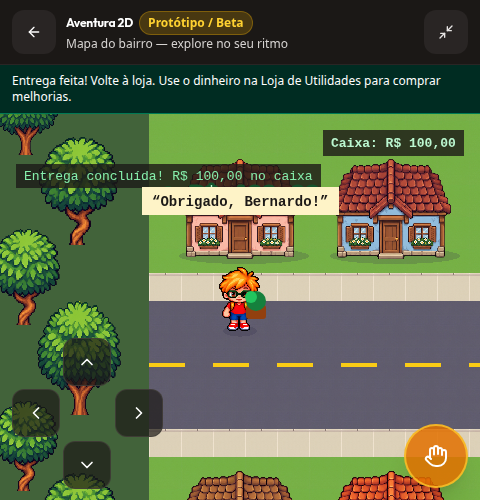 Aventura 2D
Protótipo / Beta
Mapa do bairro — explore no seu ritmo
Entrega feita! Volte à loja. Use o dinheiro na Loja de Utilidades para comprar
melhorias.
Caixa: R$ 100,00
Entrega concluída! R$ 100,00 no caixa
“Obrigado, Bernardo!”